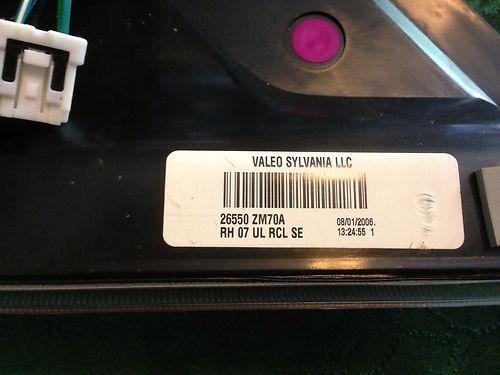 VALEO SYLVANIA LLC
26550 ZM70A 08/01/2006.
RH 07 UL RCL SE 13:24:55 1